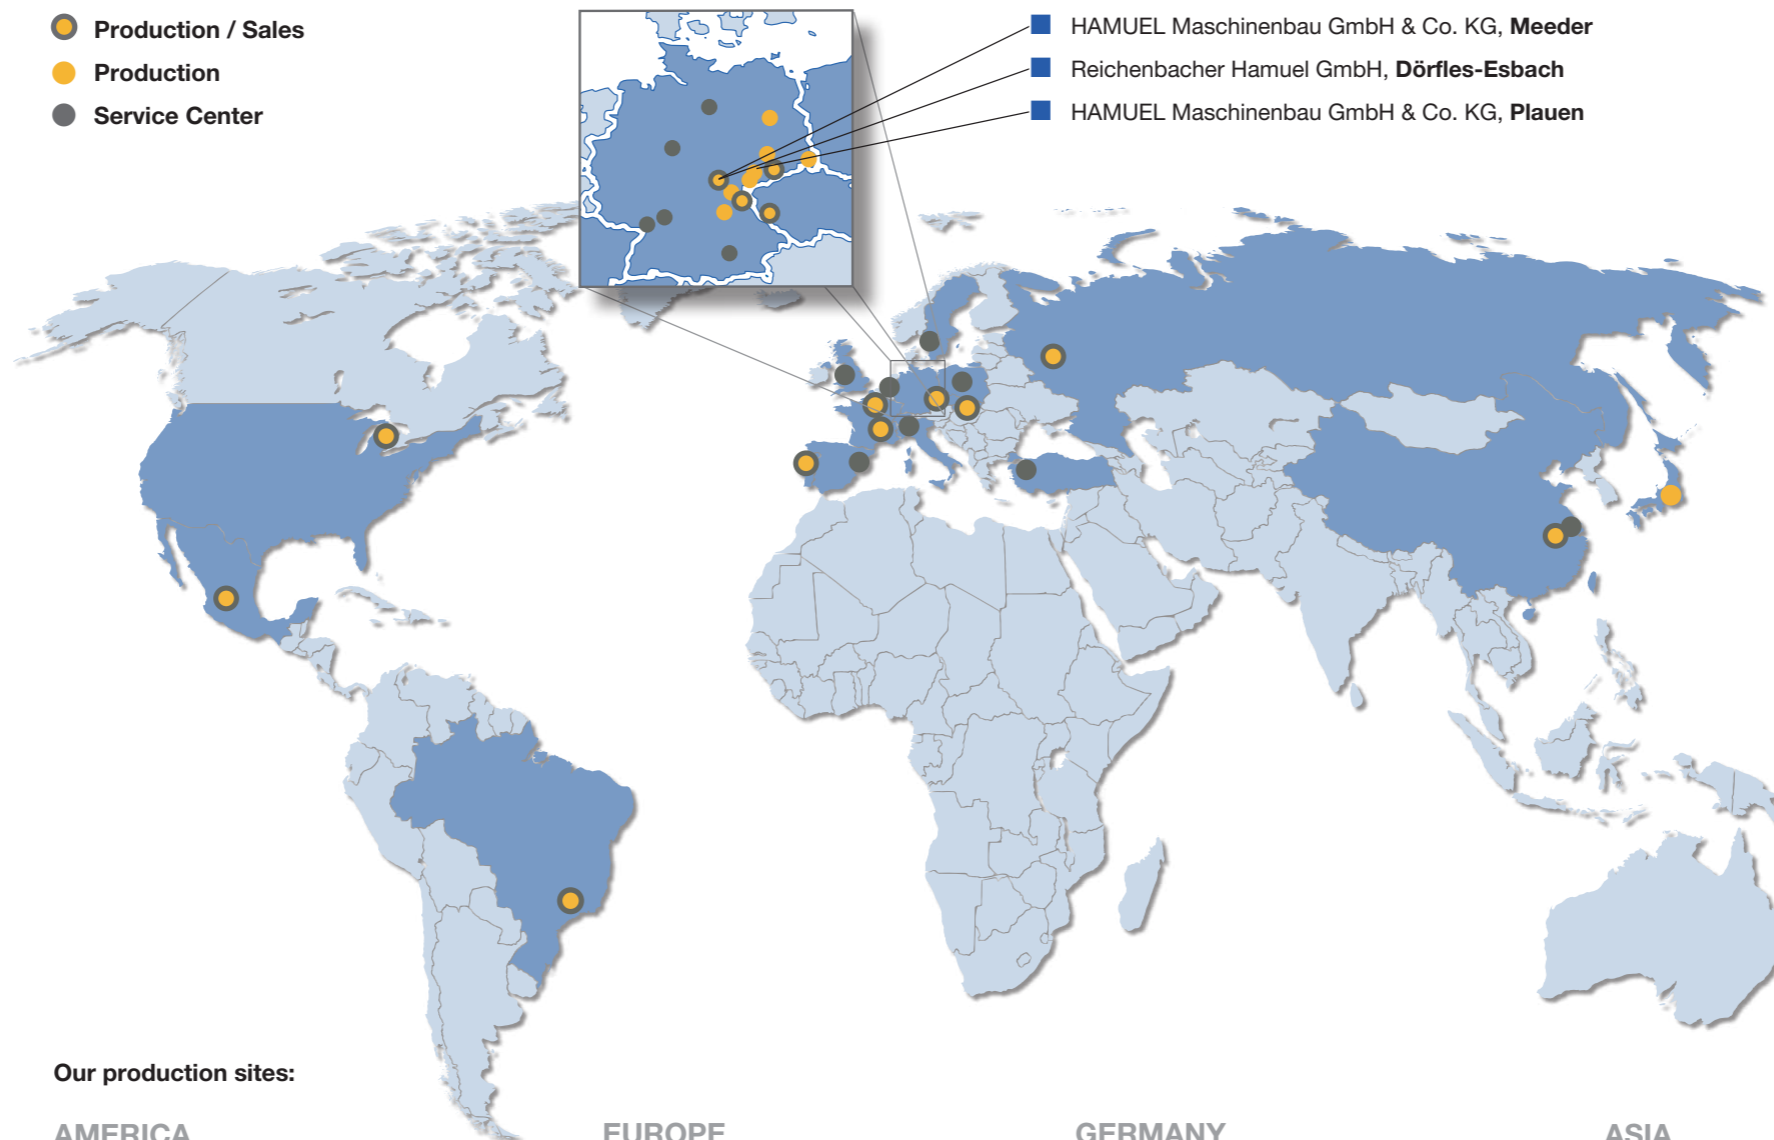 Production / Sales
Production
Service Center
HAMUEL Maschinenbau GmbH & Co. KG, Meeder
Reichenbacher Hamuel GmbH, Dörfles-Esbach
HAMUEL Maschinenbau GmbH & Co. KG, Plauen
Our production sites:
AMERICA
EUROPE
GERMANY
ASIA